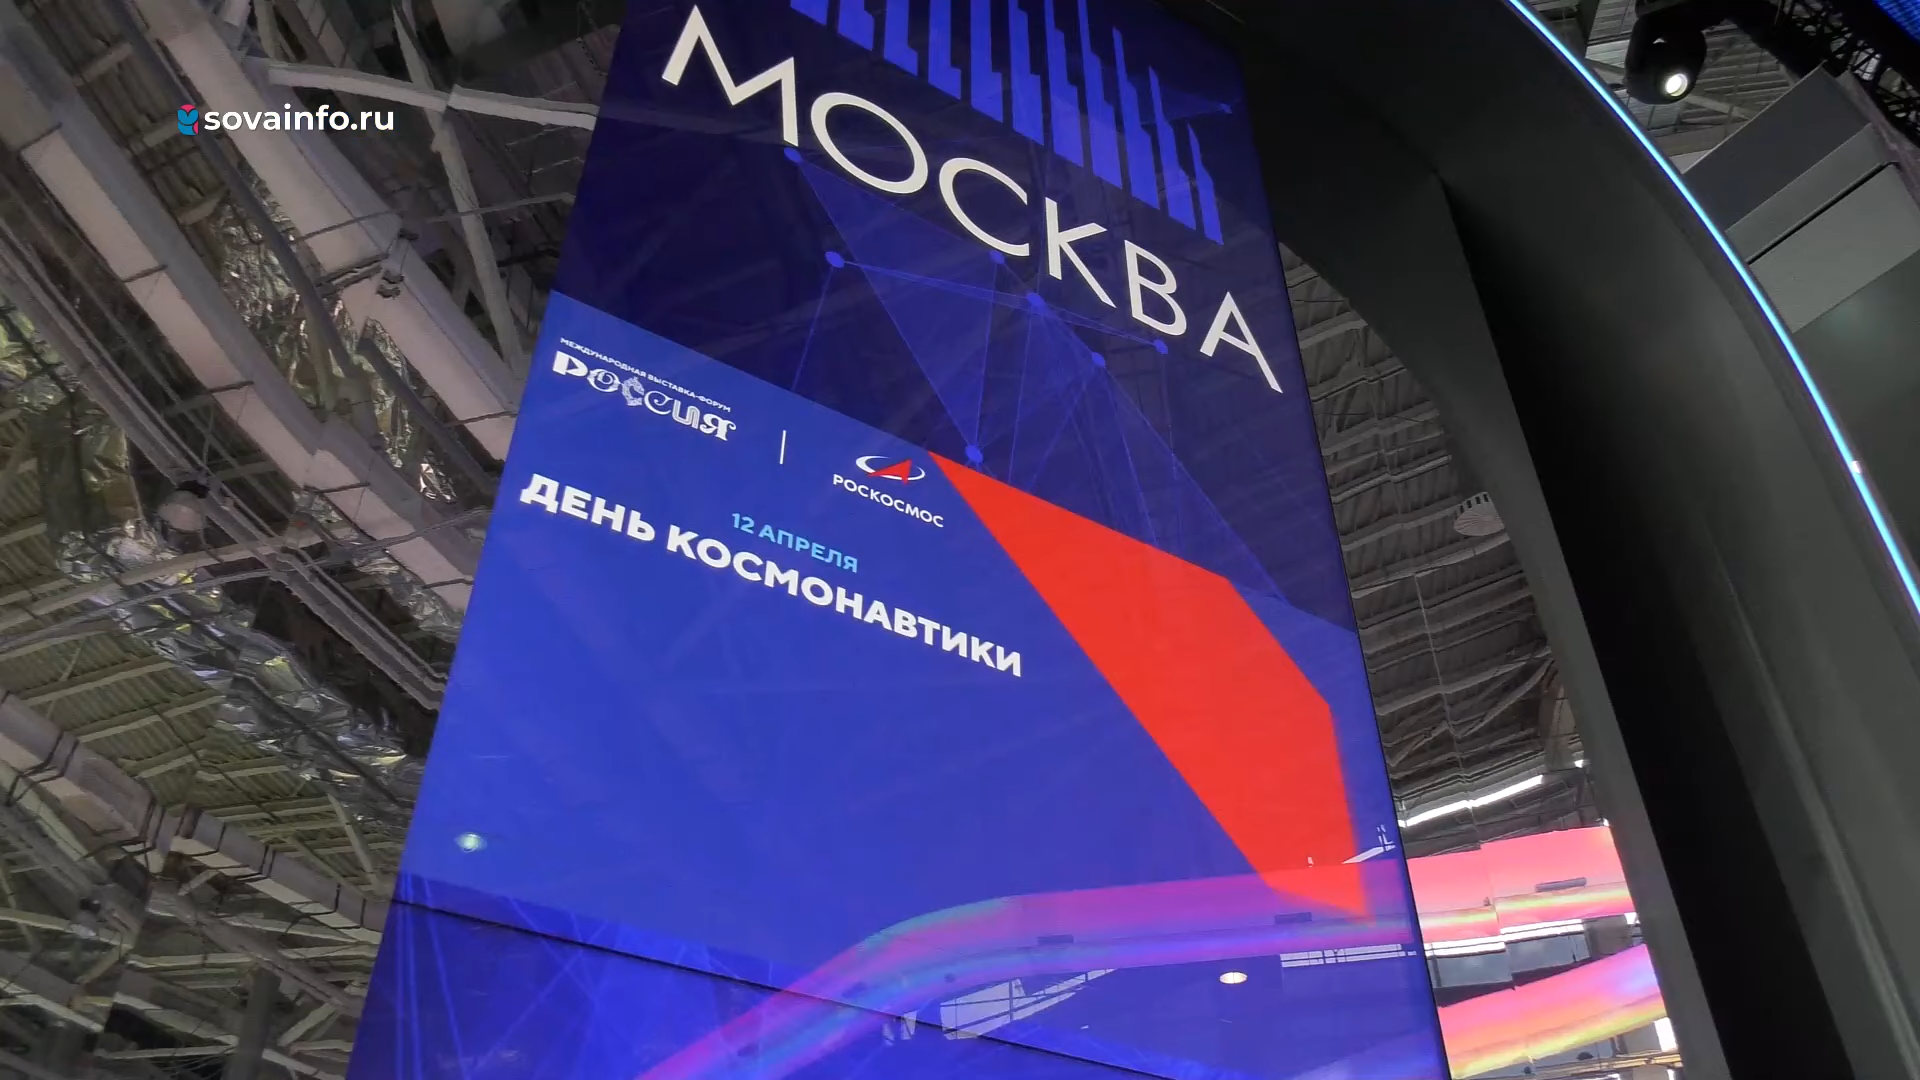 sovainfo.ru
МОСКВА
МЕЖДУНАРОДНАЯ ВЫСТАВКА-ФОРУМ
РОССИЯ
РОСКОСМОС
12 АПРЕЛЯ
ДЕНЬ КОСМОНАВТИКИ